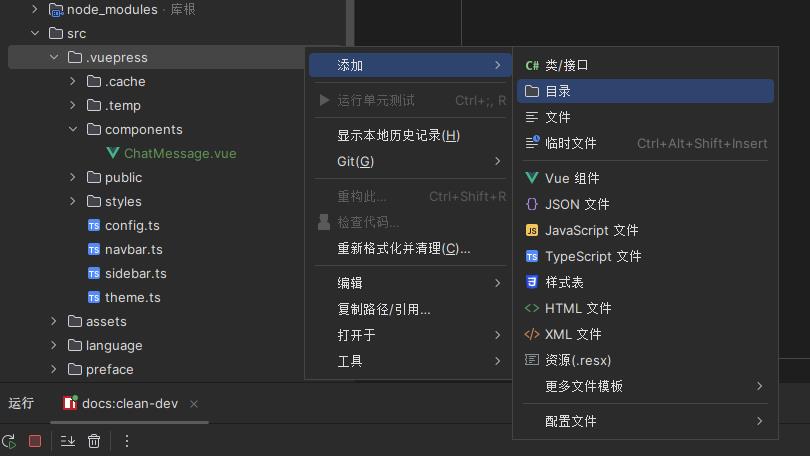 node_modules · 库根
src
.vuepress
.cache
.temp
components
ChatMessage.vue
public
styles
TS config.ts
TS navbar.ts
TS sidebar.ts
TS theme.ts
assets
language
preface
添加
运行单元测试 Ctrl+;, R
显示本地历史记录(H)
Git(G)
重构此... Ctrl+Shift+R
检查代码...
重新格式化并清理(C)...
编辑
复制路径/引用...
打开于
工具
C# 类/接口
目录
文件
临时文件 Ctrl+Alt+Shift+Insert
Vue 组件
JSON 文件
JS JavaScript 文件
TS TypeScript 文件
样式表
HTML 文件
XML 文件
资源(.resx)
更多文件模板
配置文件
运行 docs:clean-dev